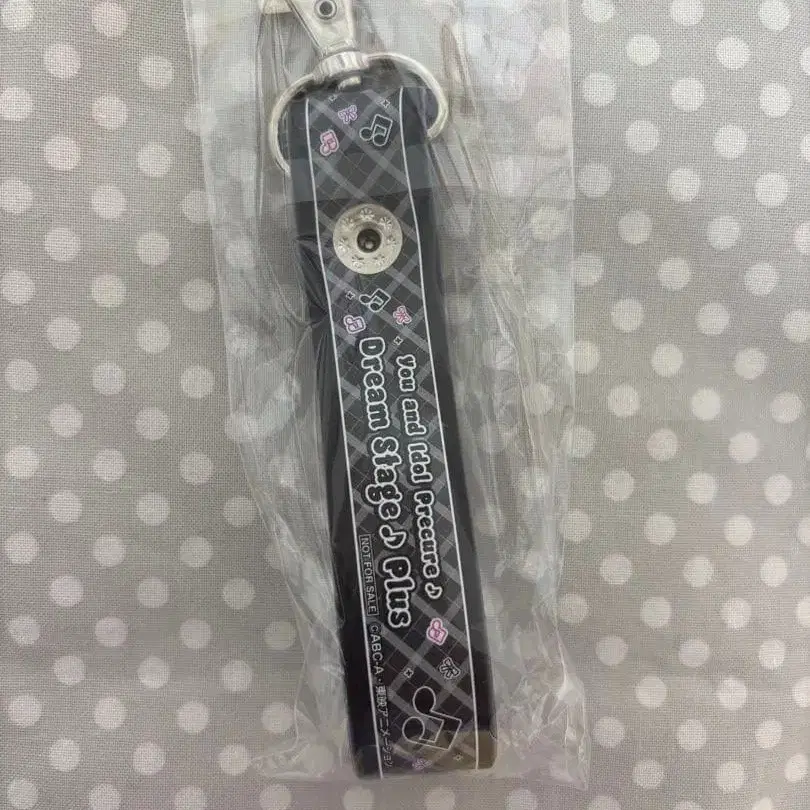 You and Idol Precure♪
Dream Stage♪ Plus
NOT FOR SALE
©ABC-A・東映アニメーション